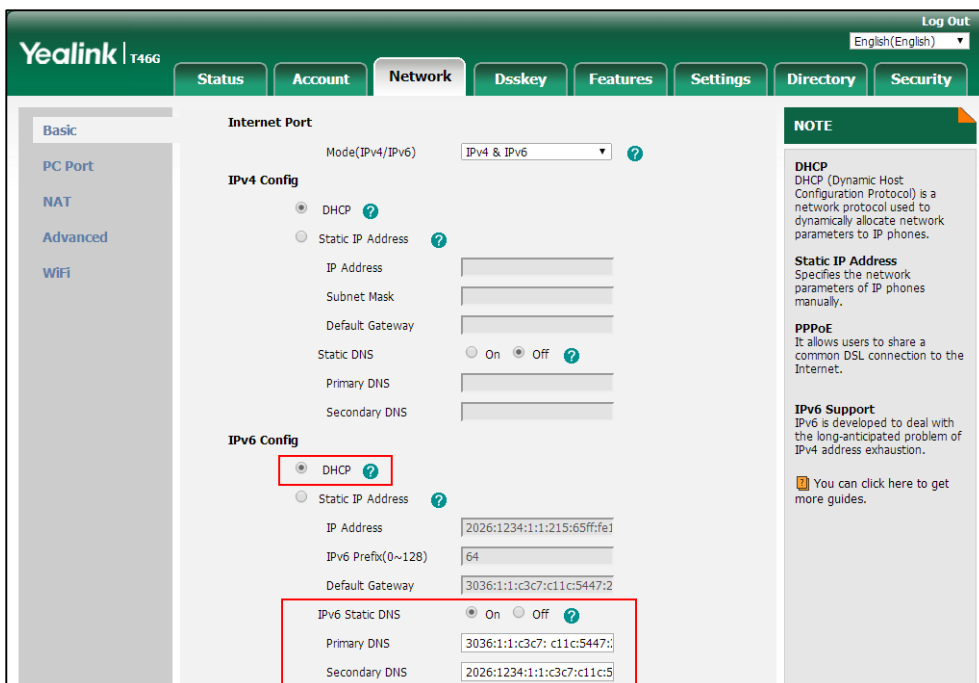 Log Out
Yealink T46G
English(English)
Status Account Network Dsskey Features Settings Directory Security
Basic
PC Port
NAT
Advanced
WiFi
Internet Port
Mode(IPv4/IPv6) IPv4 & IPv6 ?
IPv4 Config
DHCP ?
Static IP Address ?
IP Address
Subnet Mask
Default Gateway
Static DNS On Off ?
Primary DNS
Secondary DNS
IPv6 Config
DHCP ?
Static IP Address ?
IP Address 2026:1234:1:1:215:65ff:fe1
IPv6 Prefix(0~128) 64
Default Gateway 3036:1:1:c3c7:c11c:5447:2
IPv6 Static DNS On Off ?
Primary DNS 3036:1:1:c3c7: c11c:5447:
Secondary DNS 2026:1234:1:1:c3c7:c11c:5
NOTE
DHCP
DHCP (Dynamic Host
Configuration Protocol) is a
network protocol used to
dynamically allocate network
parameters to IP phones.
Static IP Address
Specifies the network
parameters of IP phones
manually.
PPPoE
It allows users to share a
common DSL connection to the
Internet.
IPv6 Support
IPv6 is developed to deal with
the long-anticipated problem of
IPv4 address exhaustion.
? You can click here to get
more guides.